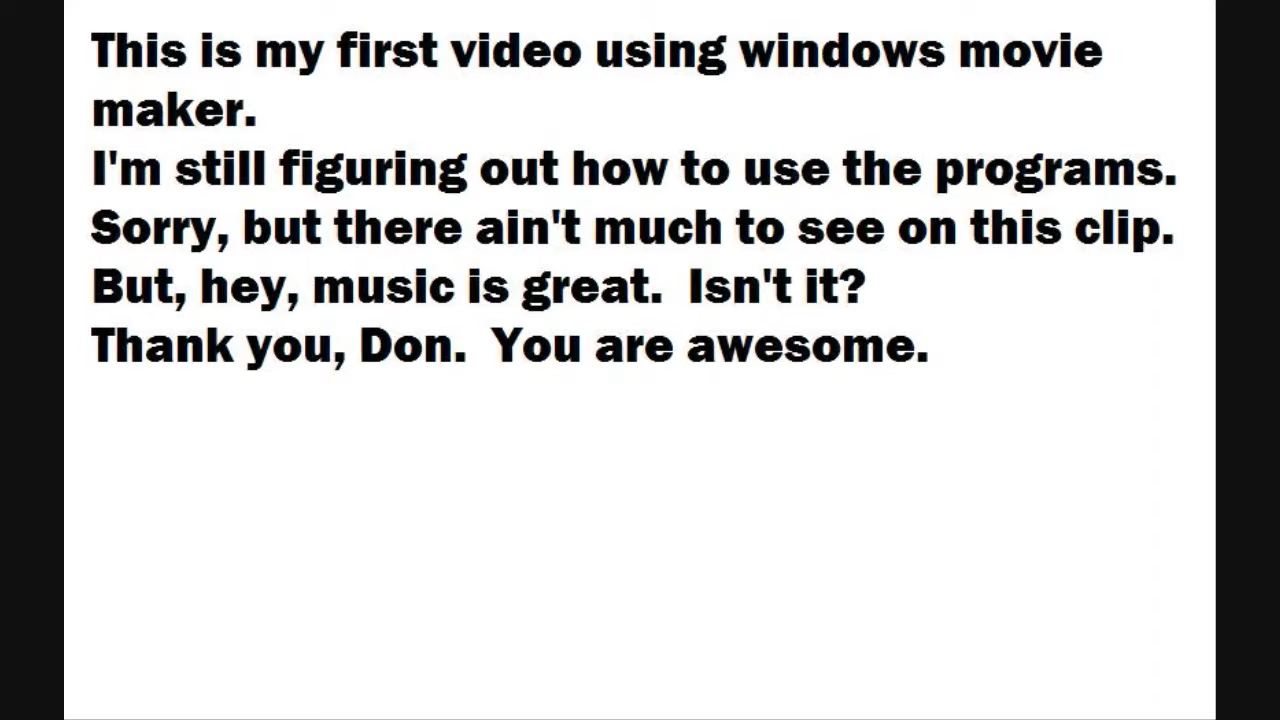 This is my first video using windows movie
maker.
I'm still figuring out how to use the programs.
Sorry, but there ain't much to see on this clip.
But, hey, music is great.  Isn't it?
Thank you, Don.  You are awesome.